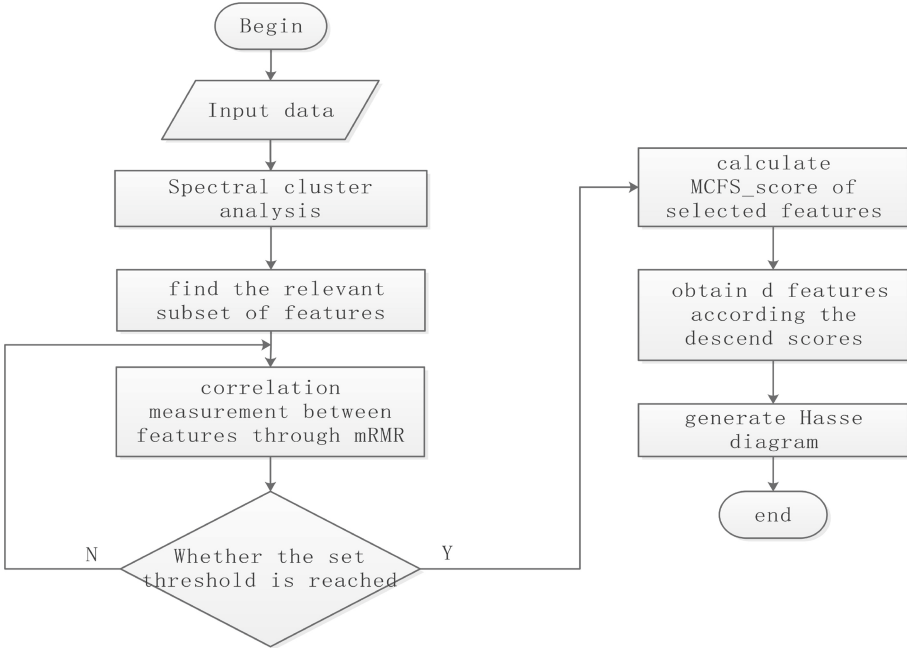 Begin
Input data
Spectral cluster
analysis
find the relevant
subset of features
correlation
measurement between
features through mRMR
Whether the set
threshold is reached
N
Y
calculate
MCFS_score of
selected features
obtain d features
according the
descend scores
generate Hasse
diagram
end